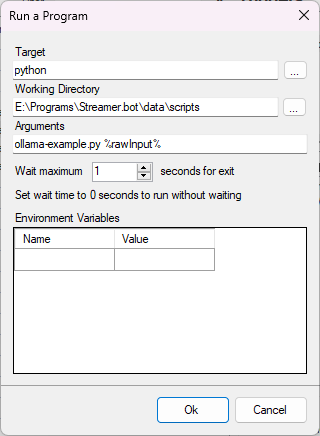 Run a Program
Target
python
...
Working Directory
E:\Programs\Streamer.bot\data\scripts
...
Arguments
ollama-example.py %rawInput%
Wait maximum 1 seconds for exit
Set wait time to 0 seconds to run without waiting
Environment Variables
Name Value
Ok Cancel